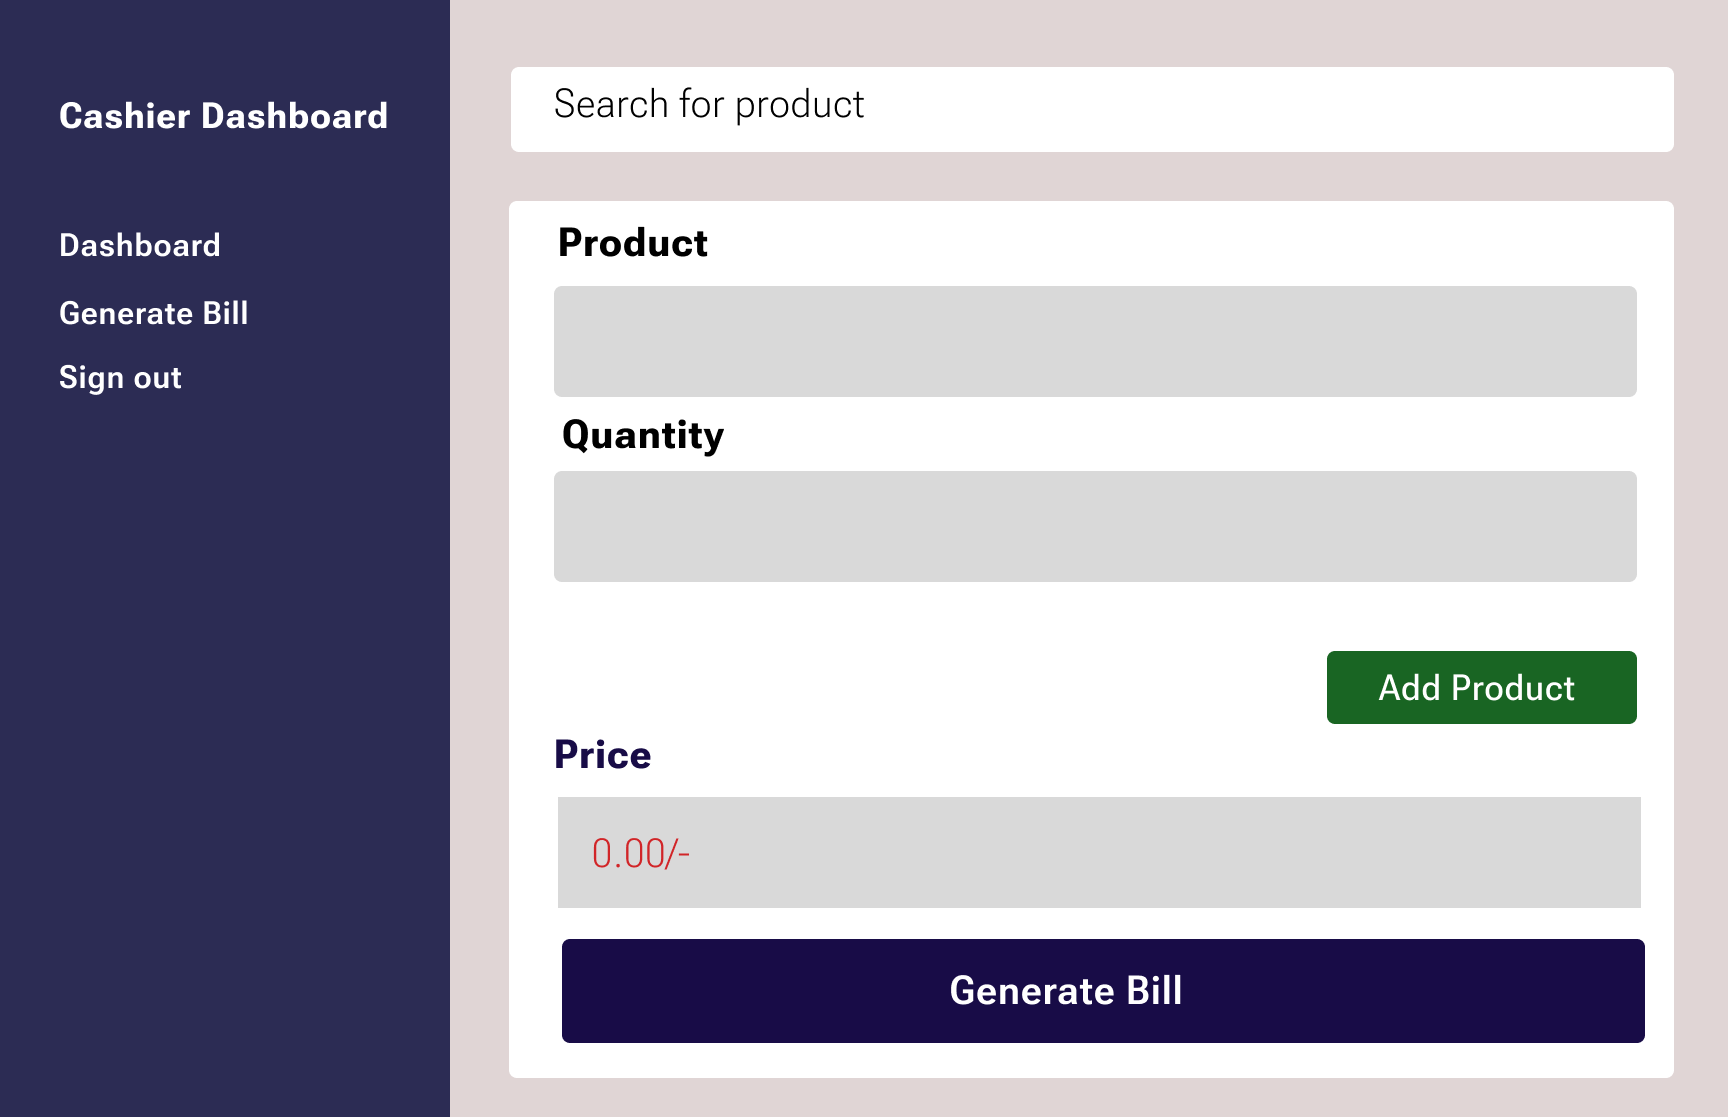 Cashier Dashboard
Dashboard
Generate Bill
Sign out
Search for product
Product
Quantity
Add Product
Price
0.00/-
Generate Bill